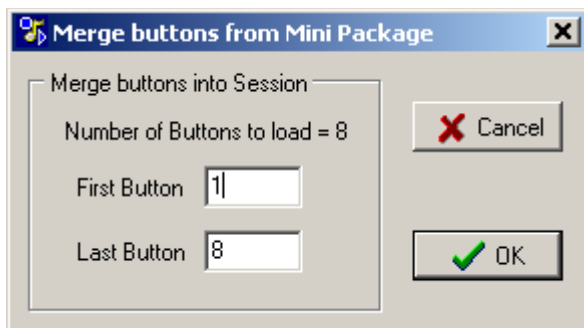 Merge buttons from Mini Package
Merge buttons into Session
Number of Buttons to load = 8
Cancel
First Button 1
Last Button 8
OK